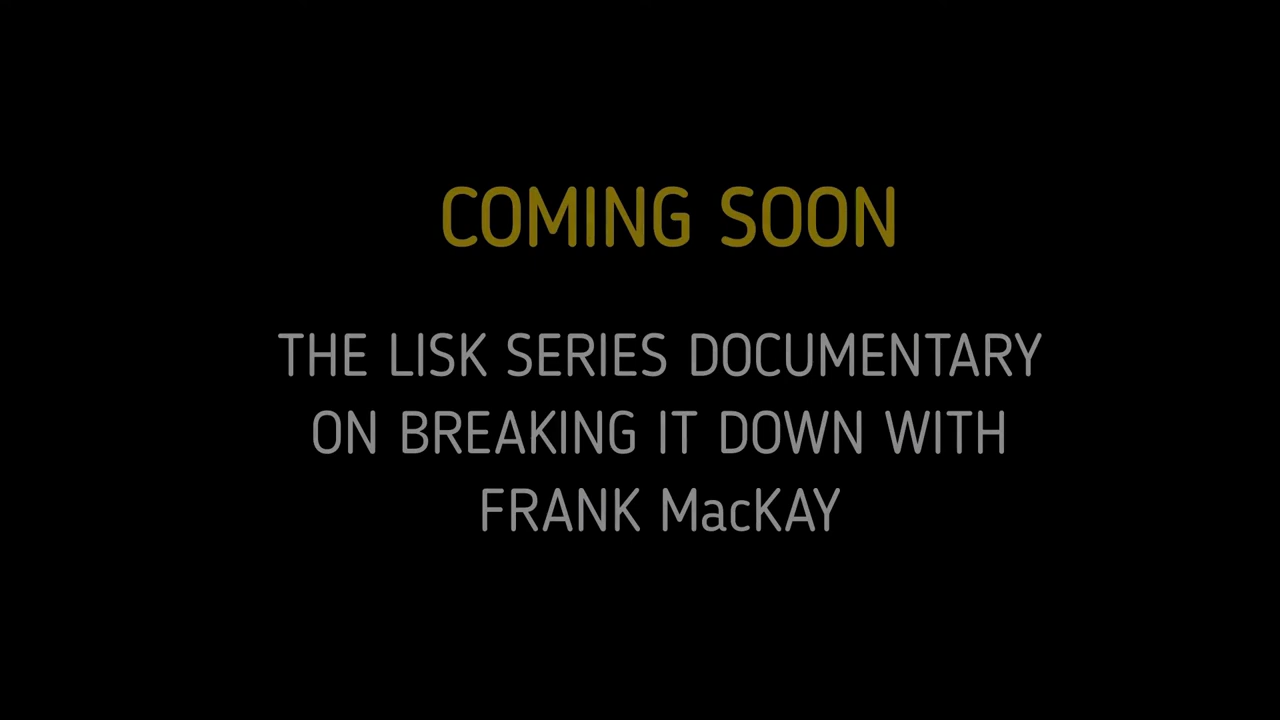 COMING SOON
THE LISK SERIES DOCUMENTARY
ON BREAKING IT DOWN WITH
FRANK MacKAY